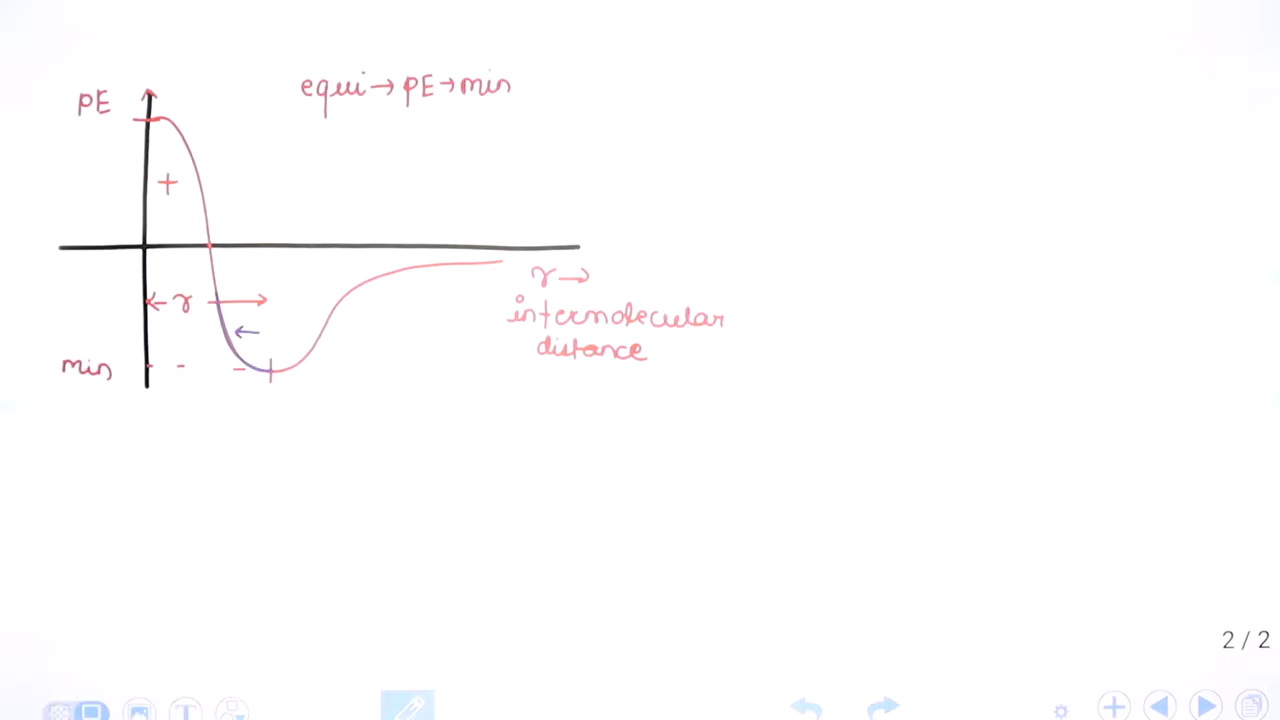 equi→PE→min
PE
+
r→
← r →
intermolecular
distance
←
min - - -
2 / 2